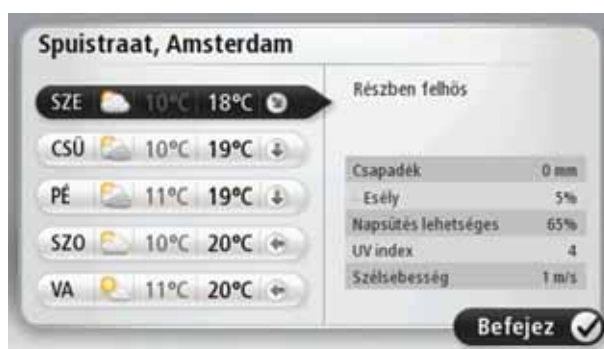 Spuistraat, Amsterdam
SZE 10°C 18°C
CSÜ 10°C 19°C
PÉ 11°C 19°C
SZO 10°C 20°C
VA 11°C 20°C
Részben felhős
Csapadék 0 mm
Esély 5%
Napsütés lehetséges 65%
UV index 4
Szélsebesség 1 m/s
Befejez